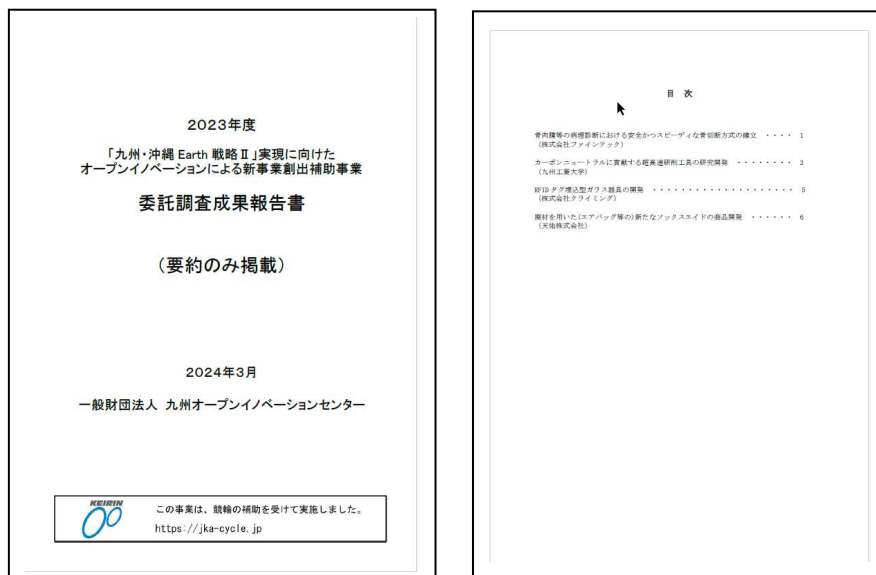 2023年度
「九州・沖縄 Earth 戦略Ⅱ」実現に向けた
オープンイノベーションによる新事業創出補助事業
委託調査成果報告書
（要約のみ掲載）
2024年3月
一般財団法人 九州オープンイノベーションセンター
KEIRIN
この事業は、競輪の補助を受けて実施しました。
https://jka-cycle.jp
目 次
骨肉腫等の病理診断における安全かつスピーディな骨切断方式の確立 ・・・・ 1
（株式会社ファインテック）
カーボンニュートラルに貢献する超高速研削工具の研究開発 ・・・・・・・・ 3
（九州工業大学）
RFID タグ埋込型ガラス器具の開発 ・・・・・・・・・・・・・・・・・・・・・ 5
（株式会社クライミング）
廃材を用いた(エアバッグ等の)新たなソックスエイドの商品開発 ・・・・・・ 6
（天佑株式会社）